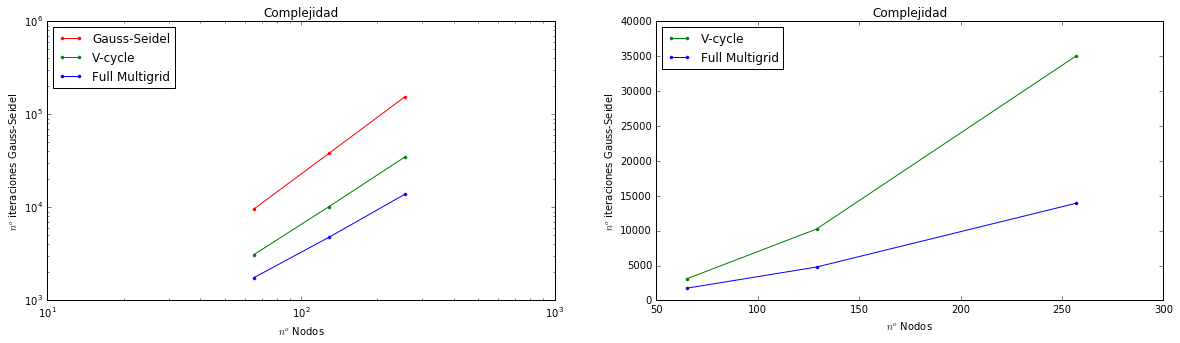 Complejidad
10^6
10^5
10^4
10^3
nº iteraciones Gauss-Seidel
Gauss-Seidel
V-cycle
Full Multigrid
10^1
10^2
10^3
nº Nodos
Complejidad
40000
35000
30000
25000
20000
15000
10000
5000
0
nº iteraciones Gauss-Seidel
V-cycle
Full Multigrid
50 100 150 200 250 300
nº Nodos